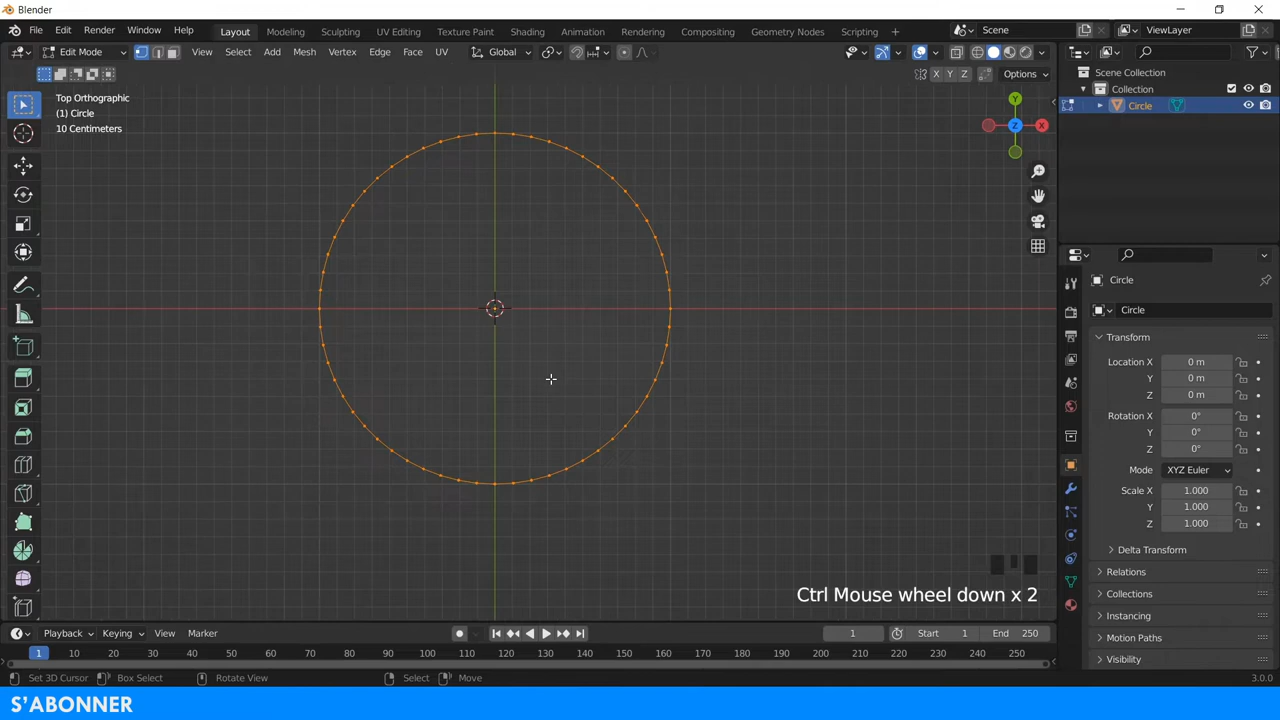 Blender
File Edit Render Window Help Layout Modeling Sculpting UV Editing Texture Paint Shading Animation Rendering Compositing Geometry Nodes Scripting Scene ViewLayer
Edit Mode View Select Add Mesh Vertex Edge Face UV Global
X Y Z Options
Top Orthographic
(1) Circle
10 Centimeters
Y
Z X
Scene Collection
Collection
Circle
Circle
Circle
Transform
Location X 0 m
Y 0 m
Z 0 m
Rotation X 0°
Y 0°
Z 0°
Mode XYZ Euler
Scale X 1.000
Y 1.000
Z 1.000
Delta Transform
Relations
Collections
Instancing
Motion Paths
Visibility
Ctrl Mouse wheel down x 2
Playback Keying View Marker 1 Start 1 End 250
1 10 20 30 40 50 60 70 80 90 100 110 120 130 140 150 160 170 180 190 200 210 220 230 240 250
Set 3D Cursor Box Select Rotate View Select Move 3.0.0
S'ABONNER